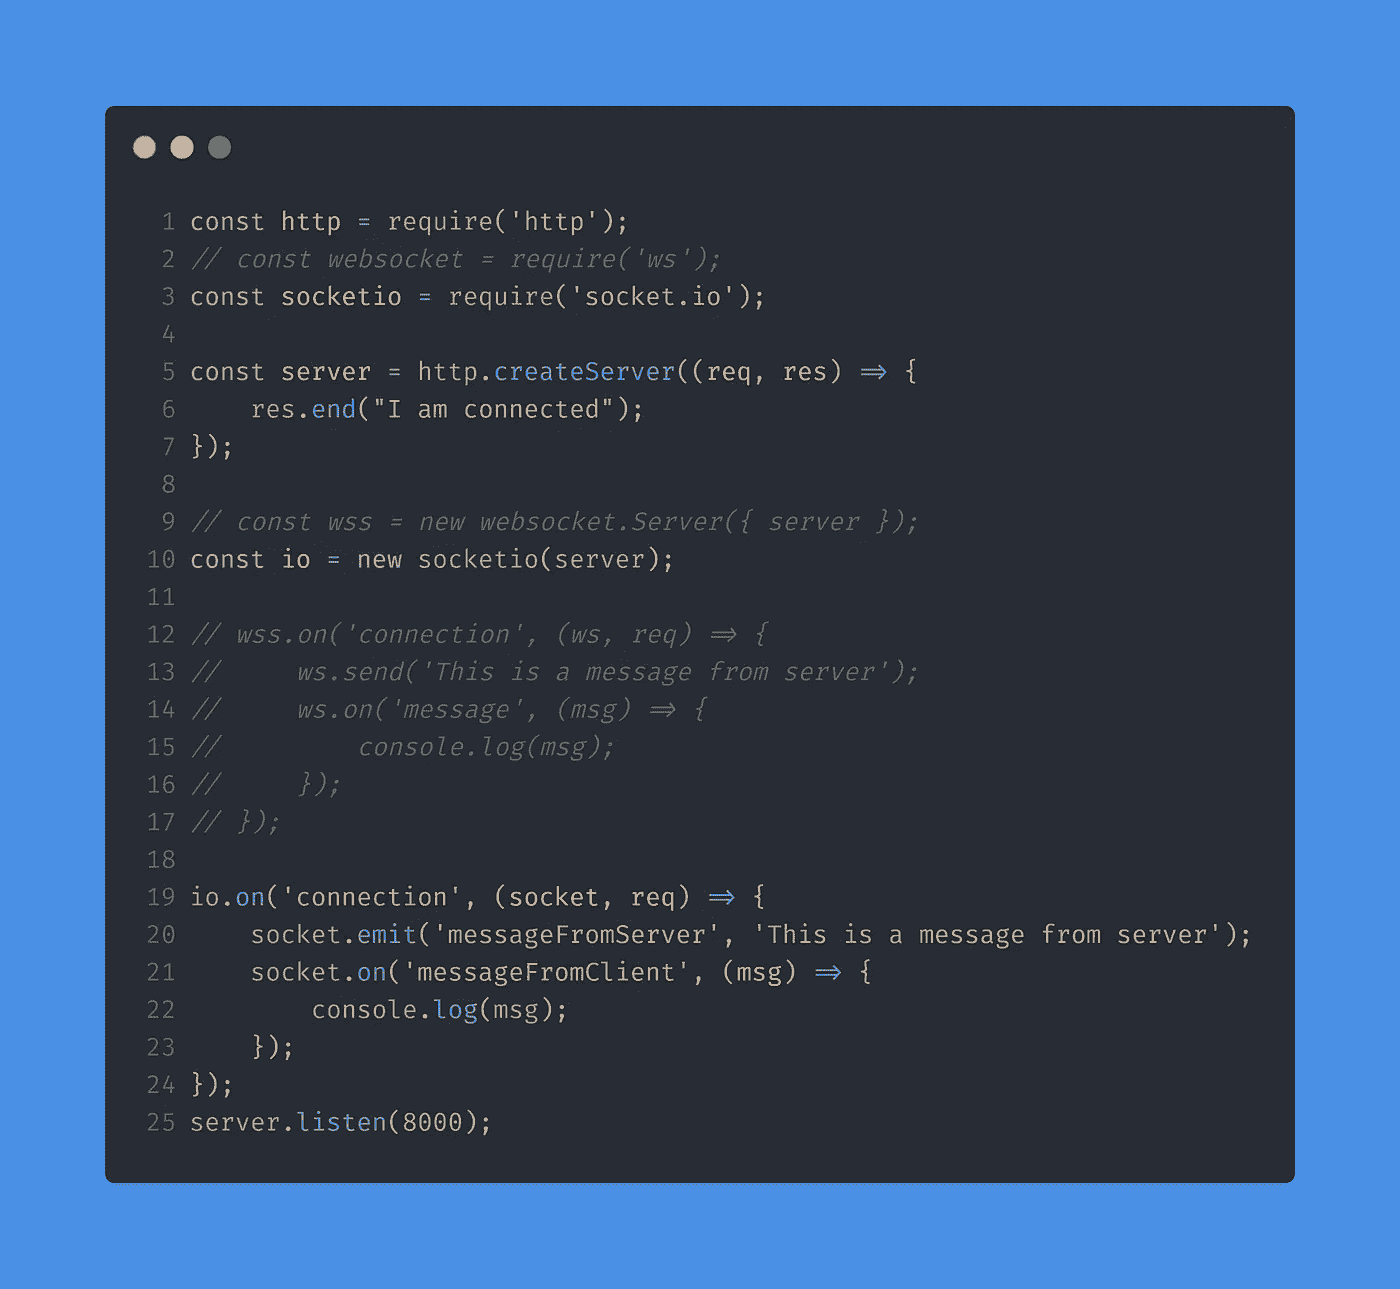 1 const http = require('http');
2 // const websocket = require('ws');
3 const socketio = require('socket.io');
4
5 const server = http.createServer((req, res) => {
6     res.end("I am connected");
7 });
8
9 // const wss = new websocket.Server({ server });
10 const io = new socketio(server);
11
12 // wss.on('connection', (ws, req) => {
13 //     ws.send('This is a message from server');
14 //     ws.on('message', (msg) => {
15 //         console.log(msg);
16 //     });
17 // });
18
19 io.on('connection', (socket, req) => {
20     socket.emit('messageFromServer', 'This is a message from server');
21     socket.on('messageFromClient', (msg) => {
22         console.log(msg);
23     });
24 });
25 server.listen(8000);